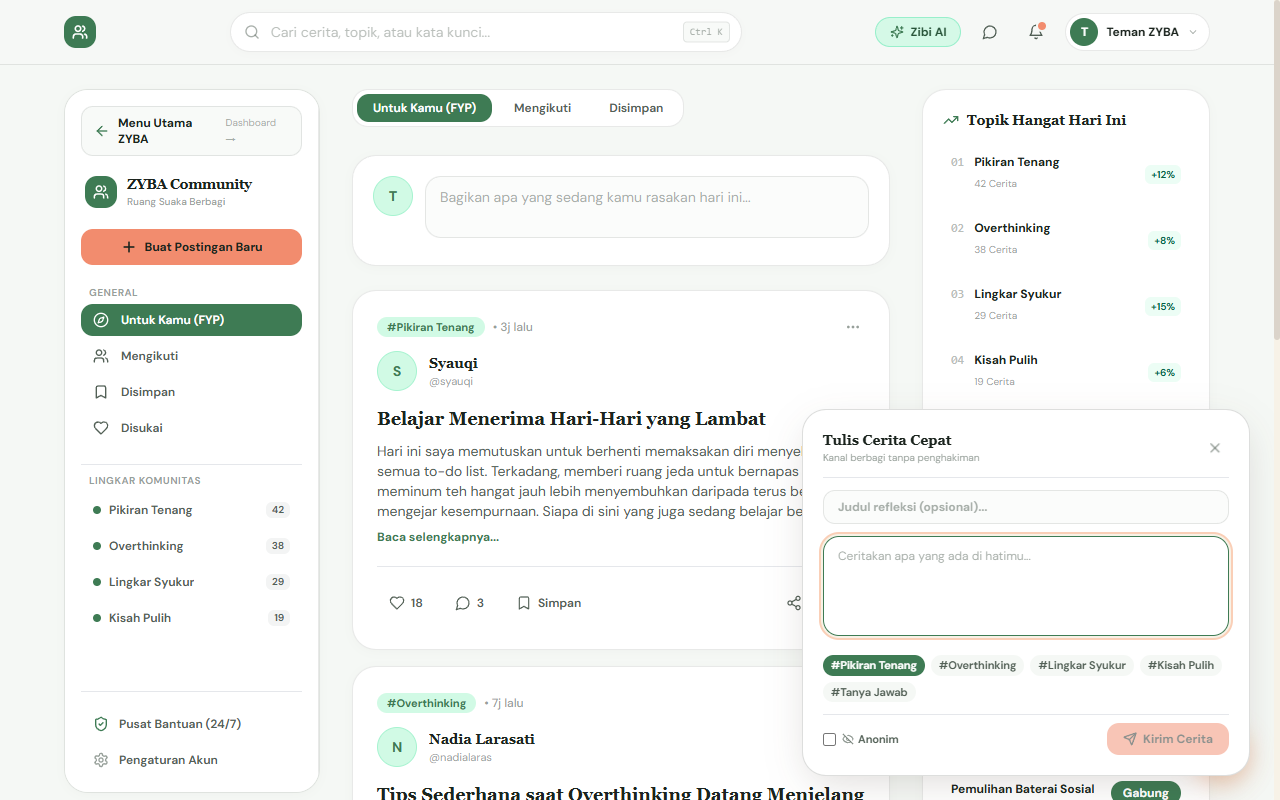 Cari cerita, topik, atau kata kunci...
Ctrl K
Zibi AI
T
Teman ZYBA
Menu Utama
ZYBA
Dashboard
→
ZYBA Community
Ruang Suaka Berbagi
Buat Postingan Baru
GENERAL
Untuk Kamu (FYP)
Mengikuti
Disimpan
Disukai
LINGKAR KOMUNITAS
Pikiran Tenang 42
Overthinking 38
Lingkar Syukur 29
Kisah Pulih 19
Pusat Bantuan (24/7)
Pengaturan Akun
Untuk Kamu (FYP) Mengikuti Disimpan
T
Bagikan apa yang sedang kamu rasakan hari ini...
#Pikiran Tenang • 3j lalu
S
Syauqi
@syauqi
Belajar Menerima Hari-Hari yang Lambat
Hari ini saya memutuskan untuk berhenti memaksakan diri
semua to-do list. Terkadang, memberi ruang jeda untuk bernapas
meminum teh hangat jauh lebih menyembuhkan daripada terus
mengejar kesempurnaan. Siapa di sini yang juga sedang belajar
Baca selengkapnya...
18 3 Simpan
#Overthinking • 7j lalu
N
Nadia Larasati
@nadialaras
Tips Sederhana saat Overthinking Datang Menjelang
Topik Hangat Hari Ini
01 Pikiran Tenang
42 Cerita
+12%
02 Overthinking
38 Cerita
+8%
03 Lingkar Syukur
29 Cerita
+15%
04 Kisah Pulih
19 Cerita
+6%
Tulis Cerita Cepat
Kanal berbagi tanpa penghakiman
Judul refleksi (opsional)...
Ceritakan apa yang ada di hatimu...
#Pikiran Tenang #Overthinking #Lingkar Syukur #Kisah Pulih
#Tanya Jawab
Anonim
Kirim Cerita
Pemulihan Baterai Sosial
Gabung